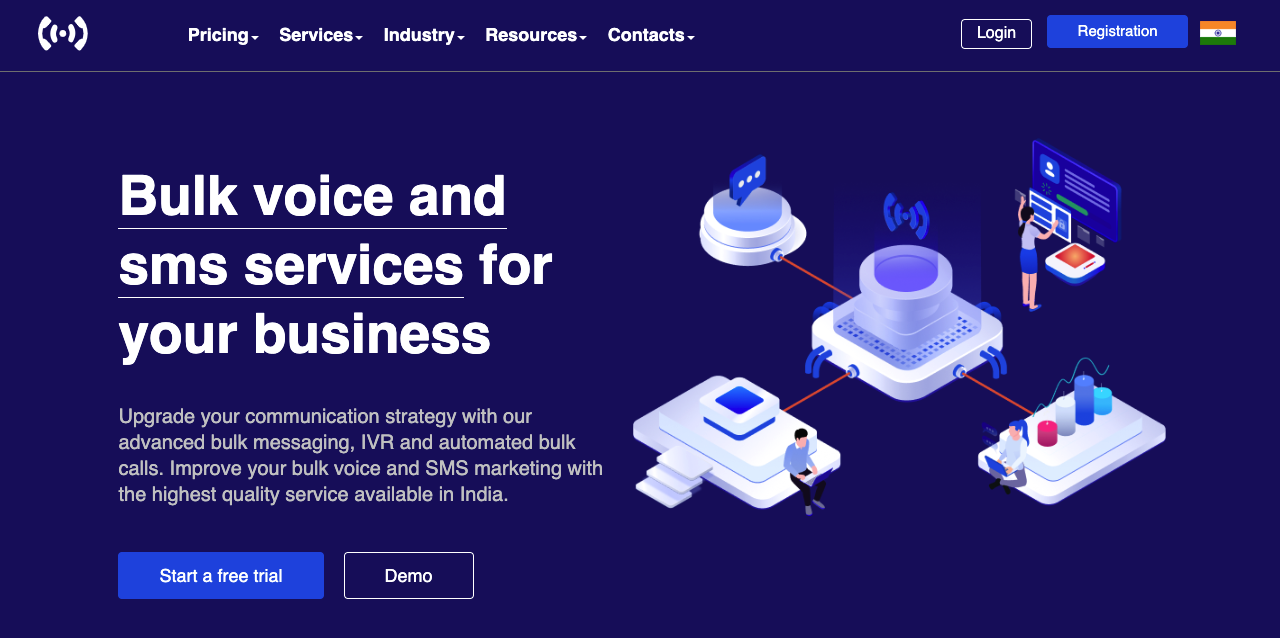 Pricing Services Industry Resources Contacts Login Registration
Bulk voice and
sms services for
your business
Upgrade your communication strategy with our
advanced bulk messaging, IVR and automated bulk
calls. Improve your bulk voice and SMS marketing with
the highest quality service available in India.
Start a free trial Demo